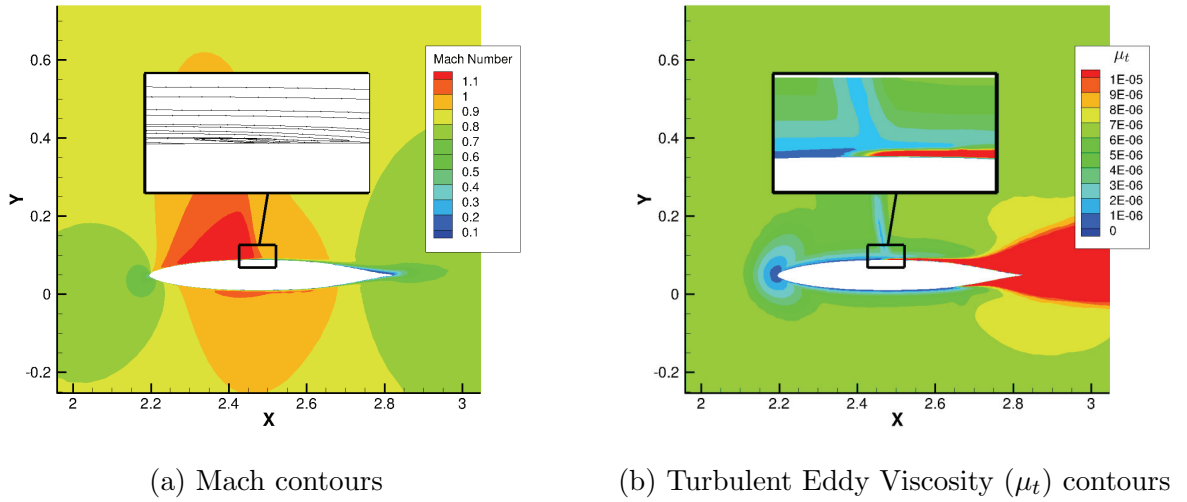 Y
0.6
0.4
0.2
0
-0.2
2
2.2
2.4
2.6
2.8
3
X
Mach Number
1.1
1
0.9
0.8
0.7
0.6
0.5
0.4
0.3
0.2
0.1
(a) Mach contours
Y
0.6
0.4
0.2
0
-0.2
2
2.2
2.4
2.6
2.8
3
X
μt
1E-05
9E-06
8E-06
7E-06
6E-06
5E-06
4E-06
3E-06
2E-06
1E-06
0
(b) Turbulent Eddy Viscosity (μt) contours